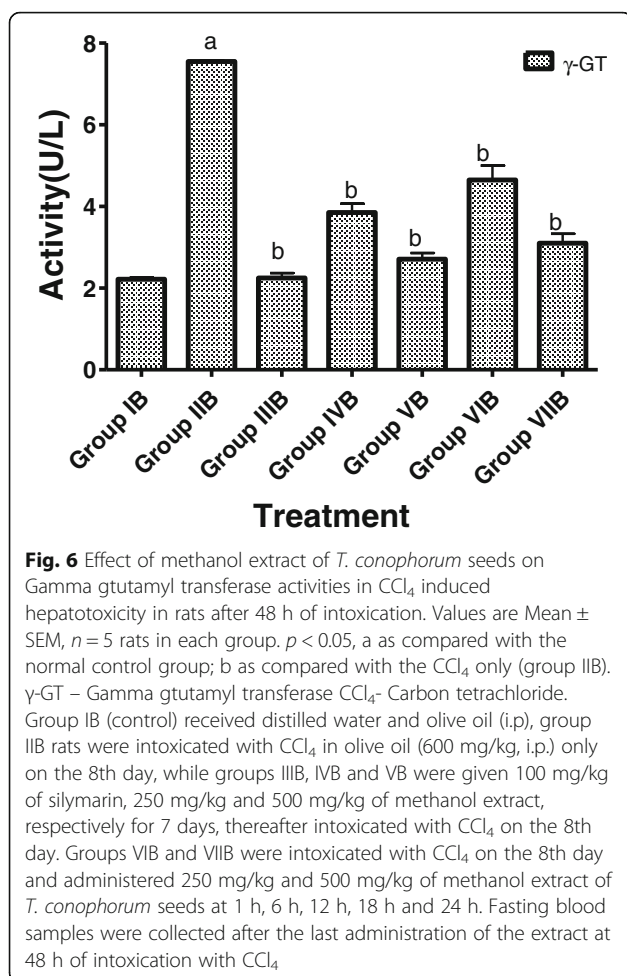 8
a
γ-GT
6
b
b
4
b
b
b
2
0
Activity(U/L)
Group IB
Group IIB
Group IIIB
Group IVB
Group VB
Group VIB
Group VIIB
Treatment
Fig. 6 Effect of methanol extract of T. conophorum seeds on
Gamma gtutamyl transferase activities in CCl₄ induced
hepatotoxicity in rats after 48 h of intoxication. Values are Mean ±
SEM, n = 5 rats in each group. p < 0.05, a as compared with the
normal control group; b as compared with the CCl₄ only (group IIB).
γ-GT – Gamma gtutamyl transferase CCl₄- Carbon tetrachloride.
Group IB (control) received distilled water and olive oil (i.p), group
IIB rats were intoxicated with CCl₄ in olive oil (600 mg/kg, i.p.) only
on the 8th day, while groups IIIB, IVB and VB were given 100 mg/kg
of silymarin, 250 mg/kg and 500 mg/kg of methanol extract,
respectively for 7 days, thereafter intoxicated with CCl₄ on the 8th
day. Groups VIB and VIIB were intoxicated with CCl₄ on the 8th day
and administered 250 mg/kg and 500 mg/kg of methanol extract of
T. conophorum seeds at 1 h, 6 h, 12 h, 18 h and 24 h. Fasting blood
samples were collected after the last administration of the extract at
48 h of intoxication with CCl₄